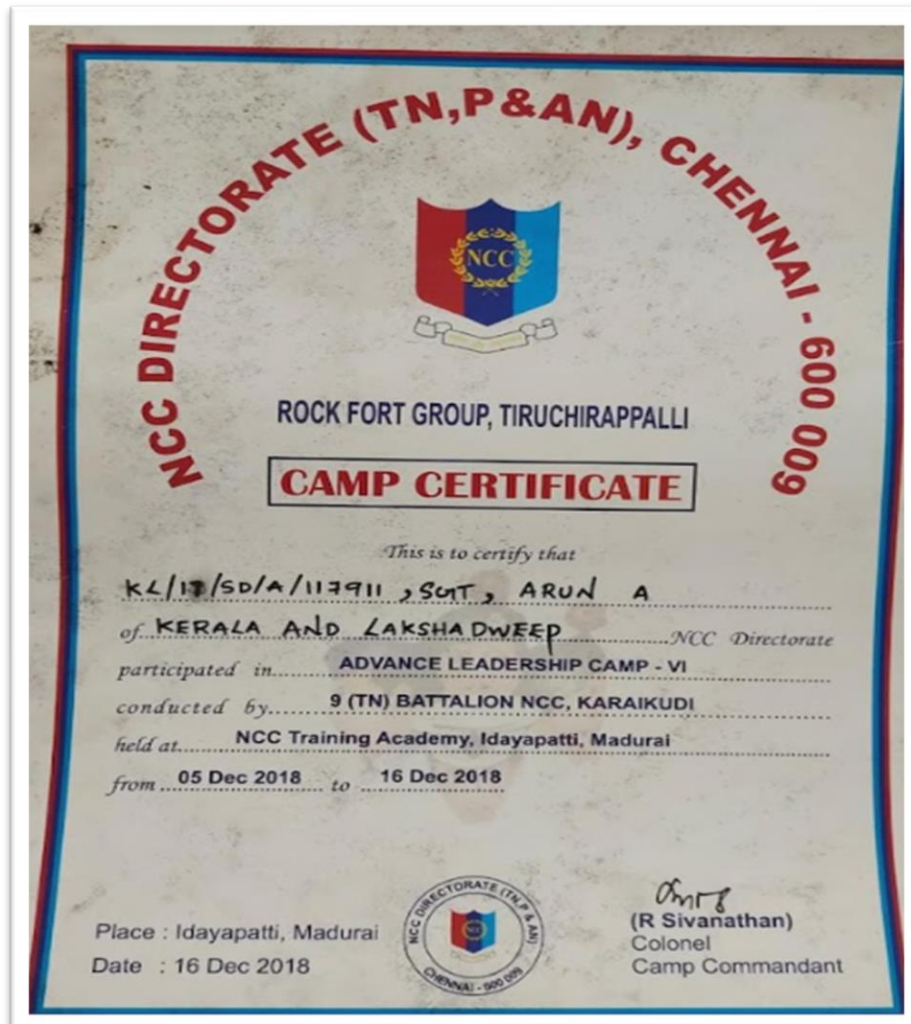 NCC DIRECTORATE (TN,P&AN), CHENNAI - 600 009
NCC
ROCK FORT GROUP, TIRUCHIRAPPALLI
CAMP CERTIFICATE
This is to certify that
KL/17/SD/A/117911 , SGT , ARUN A
of KERALA AND LAKSHADWEEP NCC Directorate
participated in ADVANCE LEADERSHIP CAMP - VI
conducted by 9 (TN) BATTALION NCC, KARAIKUDI
held at NCC Training Academy, Idayapatti, Madurai
from 05 Dec 2018 to 16 Dec 2018
Place : Idayapatti, Madurai
Date : 16 Dec 2018
NCC DIRECTORATE (TN,P & AN)
CHENNAI - 600 009
(R Sivanathan)
Colonel
Camp Commandant